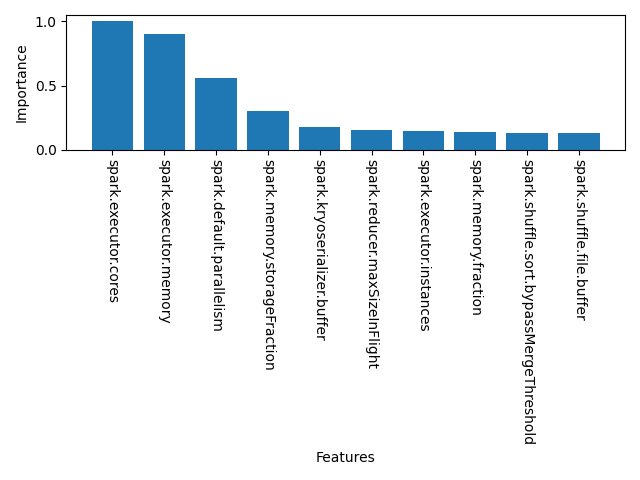 1.0
0.5
0.0
Importance
spark.executor.cores
spark.executor.memory
spark.default.parallelism
spark.memory.storageFraction
spark.kryoserializer.buffer
spark.reducer.maxSizeInFlight
spark.executor.instances
spark.memory.fraction
spark.shuffle.sort.bypassMergeThreshold
spark.shuffle.file.buffer
Features